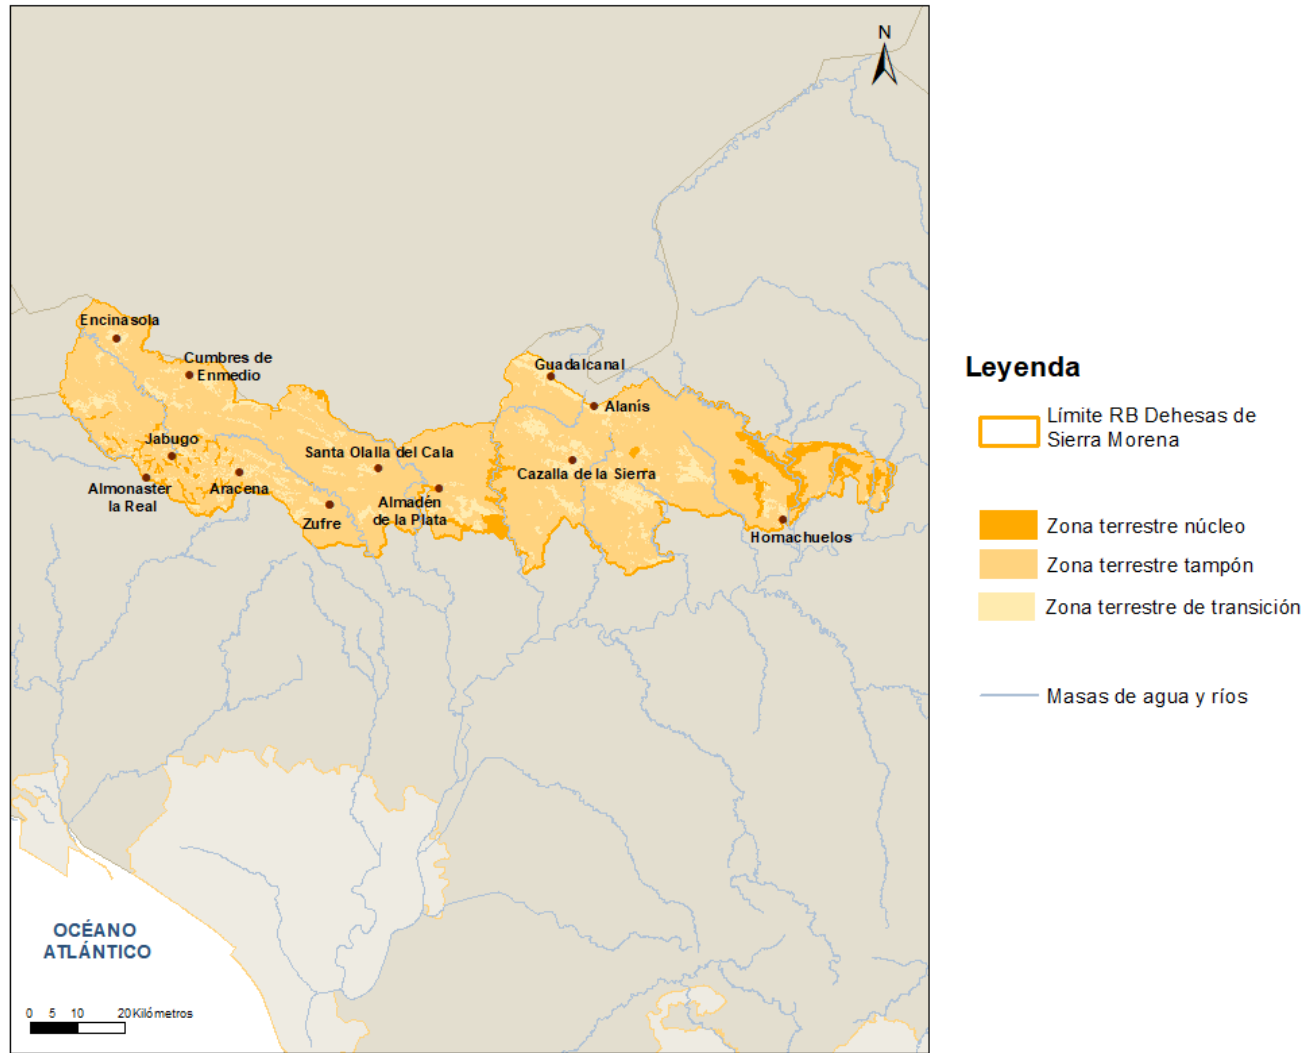 N
Encinasola
Cumbres de
Enmedio
Guadalcanal
Alanís
Jabugo
Santa Olalla del Cala
Cazalla de la Sierra
Almonaster
la Real
Aracena
Almadén
de la Plata
Zufre
Hornachuelos
OCÉANO
ATLÁNTICO
0 5 10 20 Kilómetros
Leyenda
Límite RB Dehesas de
Sierra Morena
Zona terrestre núcleo
Zona terrestre tampón
Zona terrestre de transición
Masas de agua y ríos